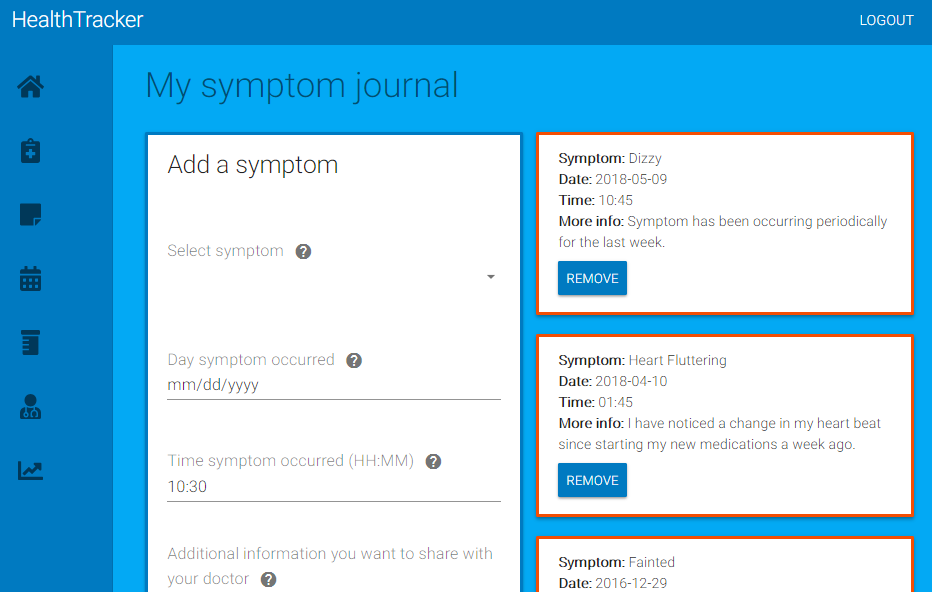 HealthTracker
LOGOUT
My symptom journal
Add a symptom
Select symptom ?
Day symptom occurred ?
mm/dd/yyyy
Time symptom occurred (HH:MM) ?
10:30
Additional information you want to share with
your doctor ?
Symptom: Dizzy
Date: 2018-05-09
Time: 10:45
More info: Symptom has been occurring periodically
for the last week.
REMOVE
Symptom: Heart Fluttering
Date: 2018-04-10
Time: 01:45
More info: I have noticed a change in my heart beat
since starting my new medications a week ago.
REMOVE
Symptom: Fainted
Date: 2016-12-29